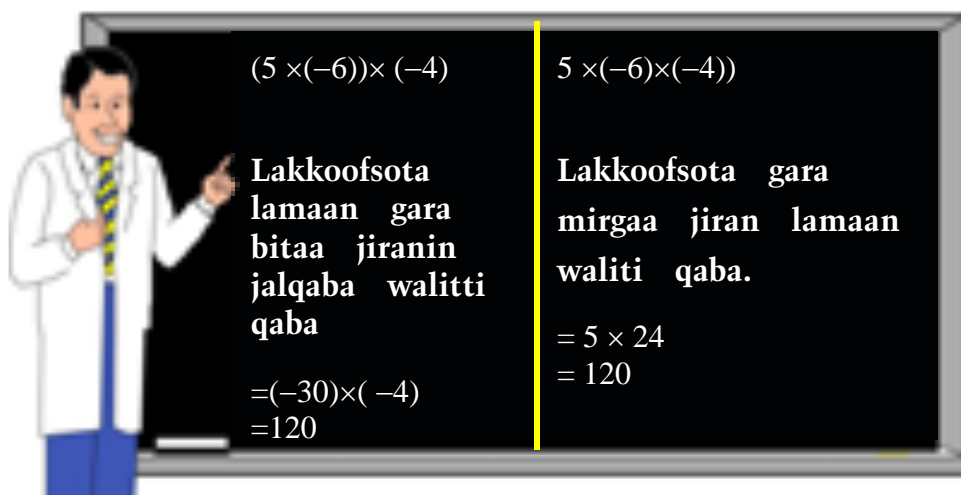 (5 ×(−6))× (−4)
Lakkoofsota
lamaan gara
bitaa jiranin
jalqaba walitti
qaba
=(−30)×( −4)
=120
5 ×(−6)×(−4))
Lakkoofsota gara
mirgaa jiran lamaan
waliti qaba.
= 5 × 24
= 120